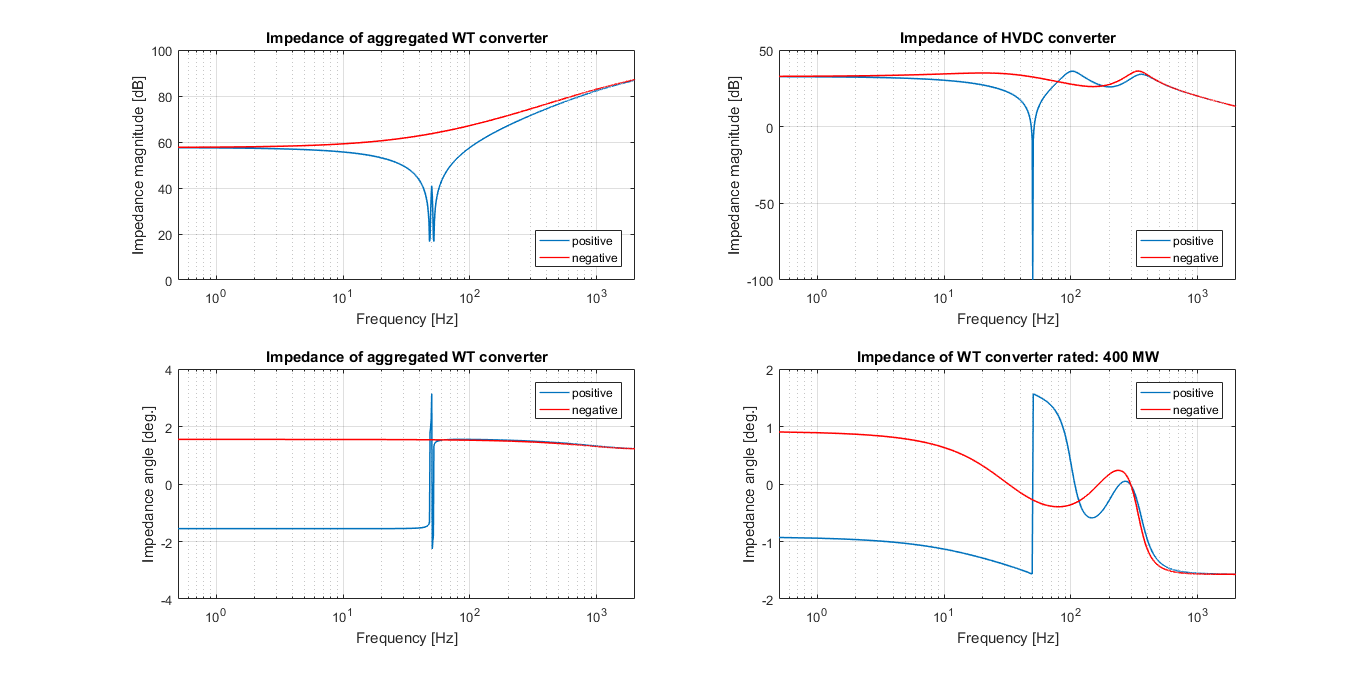 Impedance of aggregated WT converter
Impedance magnitude [dB]
100
80
60
40
20
0
10^0
10^1
10^2
10^3
Frequency [Hz]
positive
negative
Impedance of HVDC converter
Impedance magnitude [dB]
50
0
-50
-100
10^0
10^1
10^2
10^3
Frequency [Hz]
positive
negative
Impedance of aggregated WT converter
Impedance angle [deg.]
4
2
0
-2
-4
10^0
10^1
10^2
10^3
Frequency [Hz]
positive
negative
Impedance of WT converter rated: 400 MW
Impedance angle [deg.]
2
1
0
-1
-2
10^0
10^1
10^2
10^3
Frequency [Hz]
positive
negative